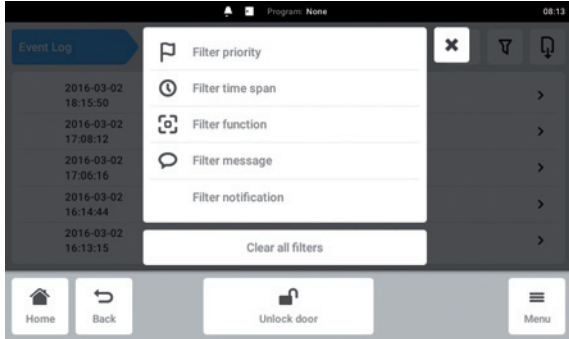 Program: None
08:13
Event Log
Filter priority
Filter time span
Filter function
Filter message
Filter notification
Clear all filters
2016-03-02
18:15:50
2016-03-02
17:08:12
2016-03-02
17:06:16
2016-03-02
16:14:44
2016-03-02
16:13:15
Home
Back
Unlock door
Menu